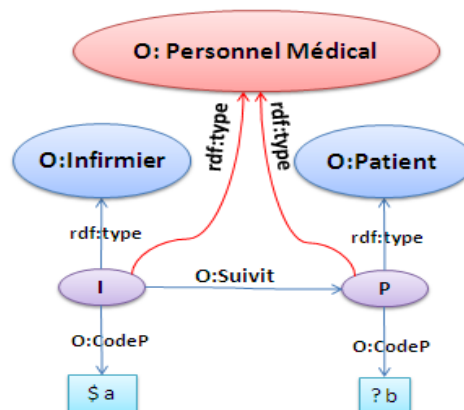 O: Personnel Médical
rdf:type
rdf:type
O:Infirmier
O:Patient
rdf:type
rdf:type
I
O:Suivit
P
O:CodeP
O:CodeP
$ a
? b